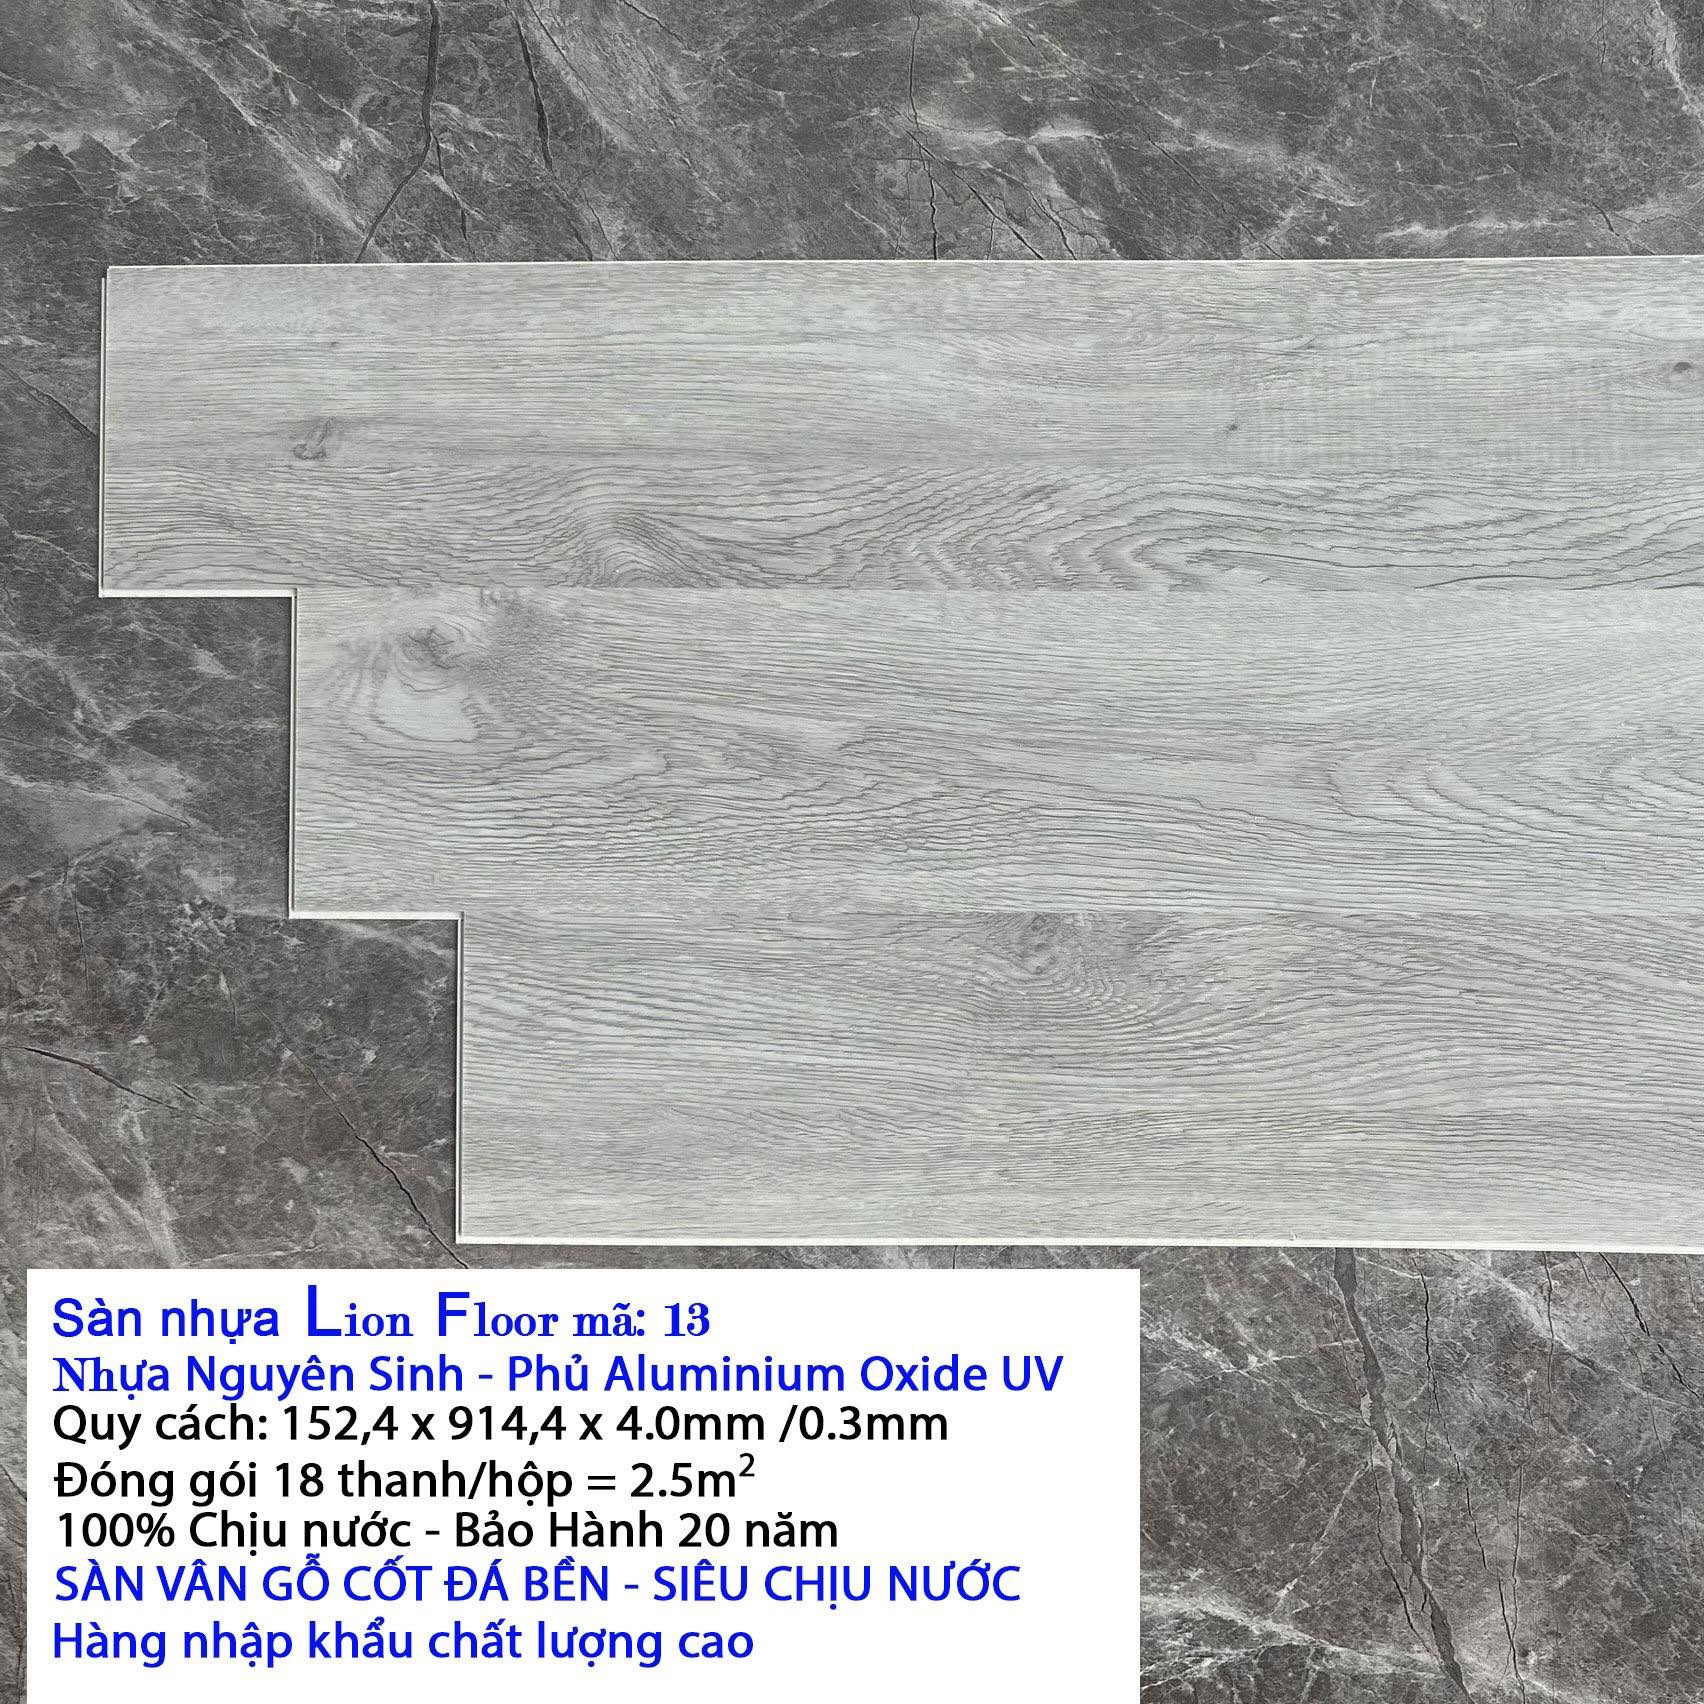 Sàn nhựa Lion Floor mã: 13
Nhựa Nguyên Sinh - Phủ Aluminium Oxide UV
Quy cách: 152,4 x 914,4 x 4.0mm /0.3mm
Đóng gói 18 thanh/hộp = 2.5m²
100% Chịu nước - Bảo Hành 20 năm
SÀN VÂN GỖ CỐT ĐÁ BỀN - SIÊU CHỊU NƯỚC
Hàng nhập khẩu chất lượng cao